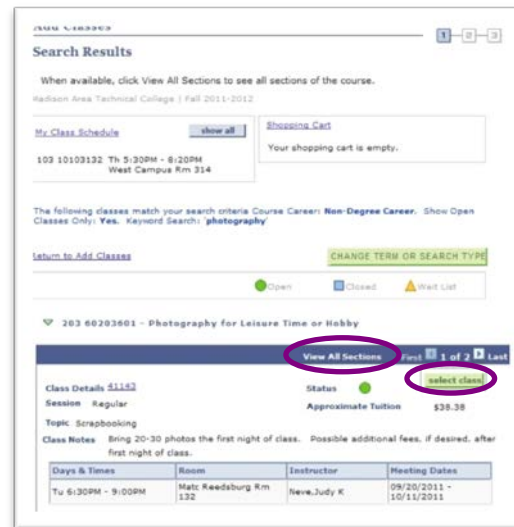 Add Classes
1 2 3
Search Results
When available, click View All Sections to see all sections of the course.
Madison Area Technical College | Fall 2011-2012
My Class Schedule
show all
103 10103132 Th 5:30PM - 8:20PM
West Campus Rm 314
Shopping Cart
Your shopping cart is empty.
The following classes match your search criteria Course Career: Non-Degree Career. Show Open
Classes Only: Yes. Keyword Search: 'photography'
Return to Add Classes
CHANGE TERM OR SEARCH TYPE
Open Closed Wait List
203 60203601 - Photography for Leisure Time or Hobby
View All Sections First 1 of 2 Last
Class Details 41143
Status
select class
Session Regular
Approximate Tuition $38.38
Topic Scrapbooking
Class Notes Bring 20-30 photos the first night of class. Possible additional fees, if desired, after
first night of class.
Days & Times Room Instructor Meeting Dates
Tu 6:30PM - 9:00PM
Matc Reedsburg Rm
132
Neve,Judy K
09/20/2011 -
10/11/2011